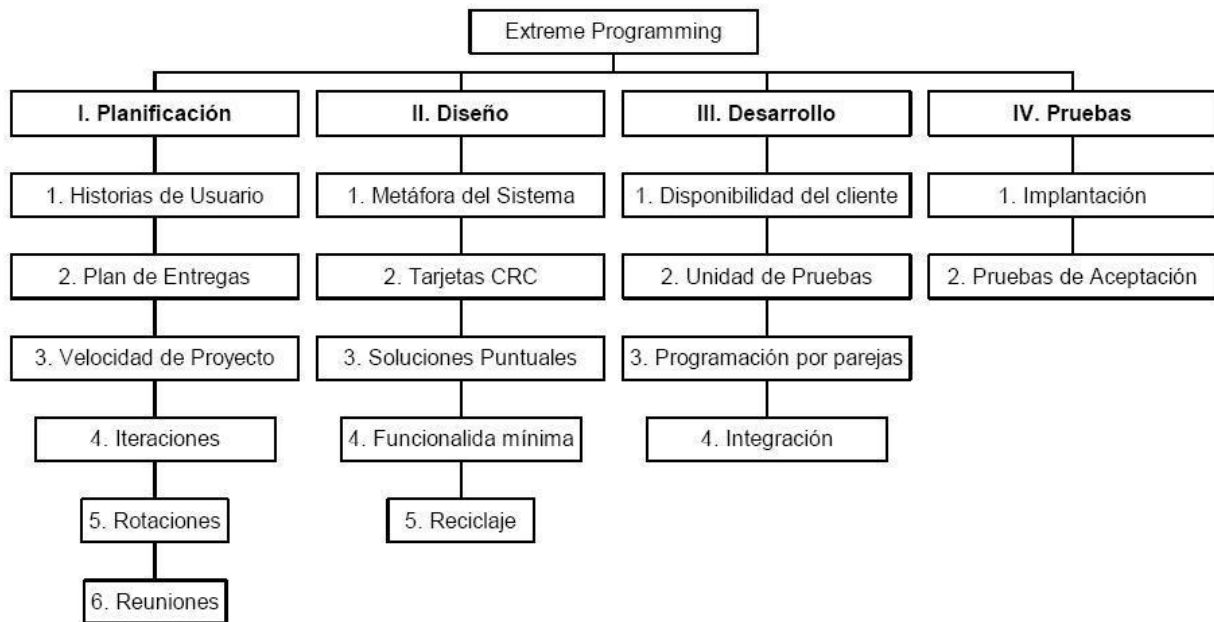 Extreme Programming
I. Planificación
1. Historias de Usuario
2. Plan de Entregas
3. Velocidad de Proyecto
4. Iteraciones
5. Rotaciones
6. Reuniones
II. Diseño
1. Metáfora del Sistema
2. Tarjetas CRC
3. Soluciones Puntuales
4. Funcionalida mínima
5. Reciclaje
III. Desarrollo
1. Disponibilidad del cliente
2. Unidad de Pruebas
3. Programación por parejas
4. Integración
IV. Pruebas
1. Implantación
2. Pruebas de Aceptación